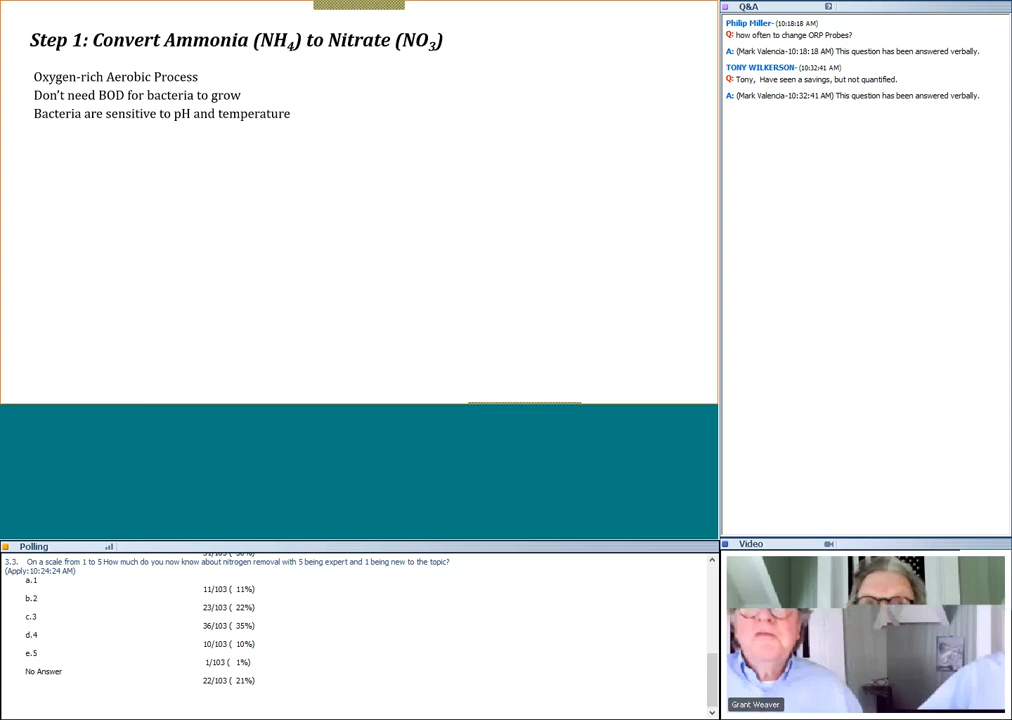 Step 1: Convert Ammonia (NH4) to Nitrate (NO3)
Oxygen-rich Aerobic Process
Don't need BOD for bacteria to grow
Bacteria are sensitive to pH and temperature
Q&A
Philip Miller- (10:18:18 AM)
Q: how often to change ORP Probes?
A: (Mark Valencia-10:18:18 AM) This question has been answered verbally.
TONY WILKERSON- (10:32:41 AM)
Q: Tony, Have seen a savings, but not quantified.
A: (Mark Valencia-10:32:41 AM) This question has been answered verbally.
Polling
3.3. On a scale from 1 to 5 How much do you now know about nitrogen removal with 5 being expert and 1 being new to the topic?
(Apply:10:24:24 AM)
a.1
11/103 ( 11%)
b.2
23/103 ( 22%)
c.3
36/103 ( 35%)
d.4
10/103 ( 10%)
e.5
1/103 ( 1%)
No Answer
22/103 ( 21%)
Video
Grant Weaver